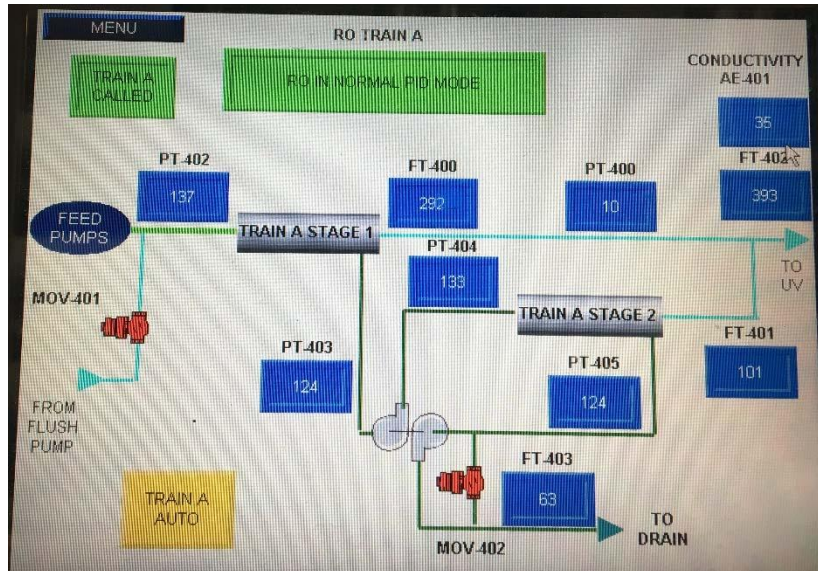 MENU
RO TRAIN A
CONDUCTIVITY
AE-401
TRAIN A
CALLED
RO IN NORMAL PID MODE
35
PT-402
FT-400
PT-400
FT-402
137
292
10
393
FEED
PUMPS
TRAIN A STAGE 1
PT-404
TO
UV
133
MOV-401
TRAIN A STAGE 2
FT-401
PT-403
PT-405
101
124
124
FROM
FLUSH
PUMP
FT-403
63
TRAIN A
AUTO
TO
DRAIN
MOV-402